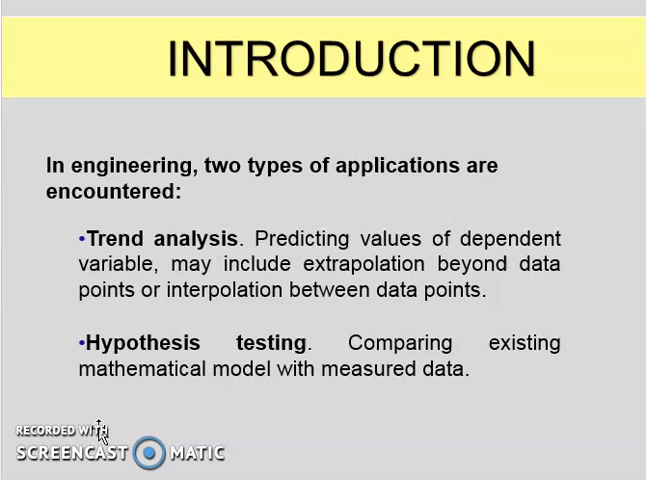 INTRODUCTION
In engineering, two types of applications are
encountered:
•Trend analysis. Predicting values of dependent
variable, may include extrapolation beyond data
points or interpolation between data points.
•Hypothesis testing. Comparing existing
mathematical model with measured data.
RECORDED WITH
SCREENCAST MATIC